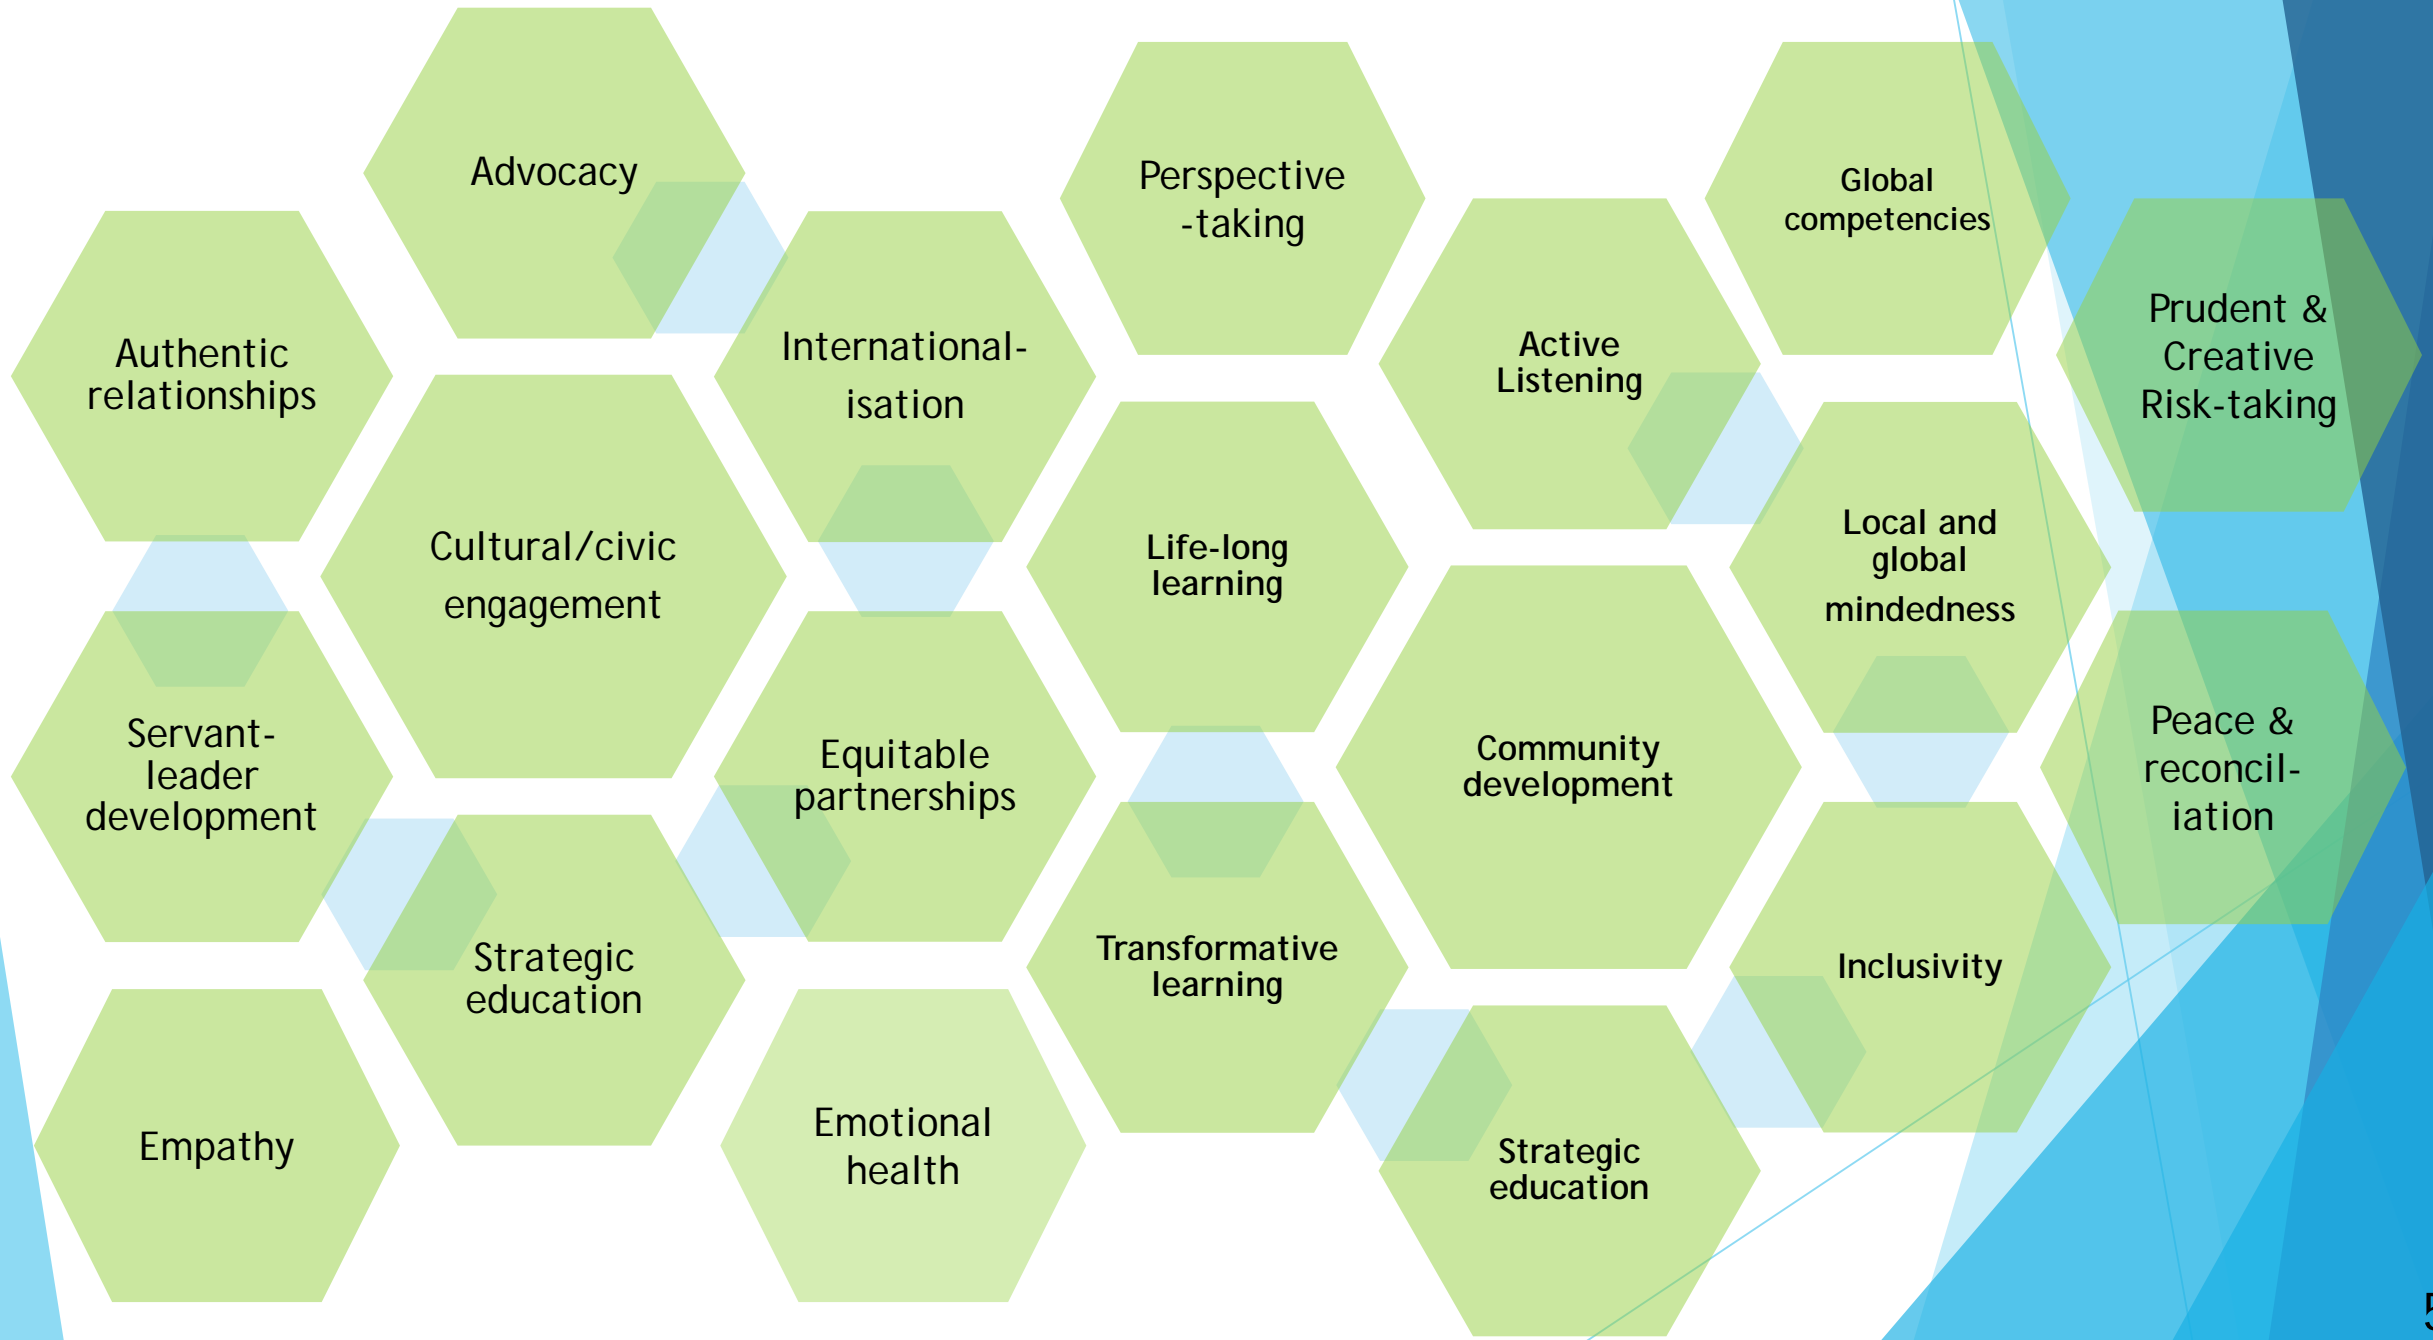 Advocacy
Perspective
-taking
Global
competencies
Authentic
relationships
International-
isation
Active
Listening
Prudent &
Creative
Risk-taking
Cultural/civic
engagement
Life-long
learning
Local and
global
mindedness
Servant-
leader
development
Equitable
partnerships
Community
development
Peace &
reconcil-
iation
Strategic
education
Transformative
learning
Inclusivity
Empathy
Emotional
health
Strategic
education